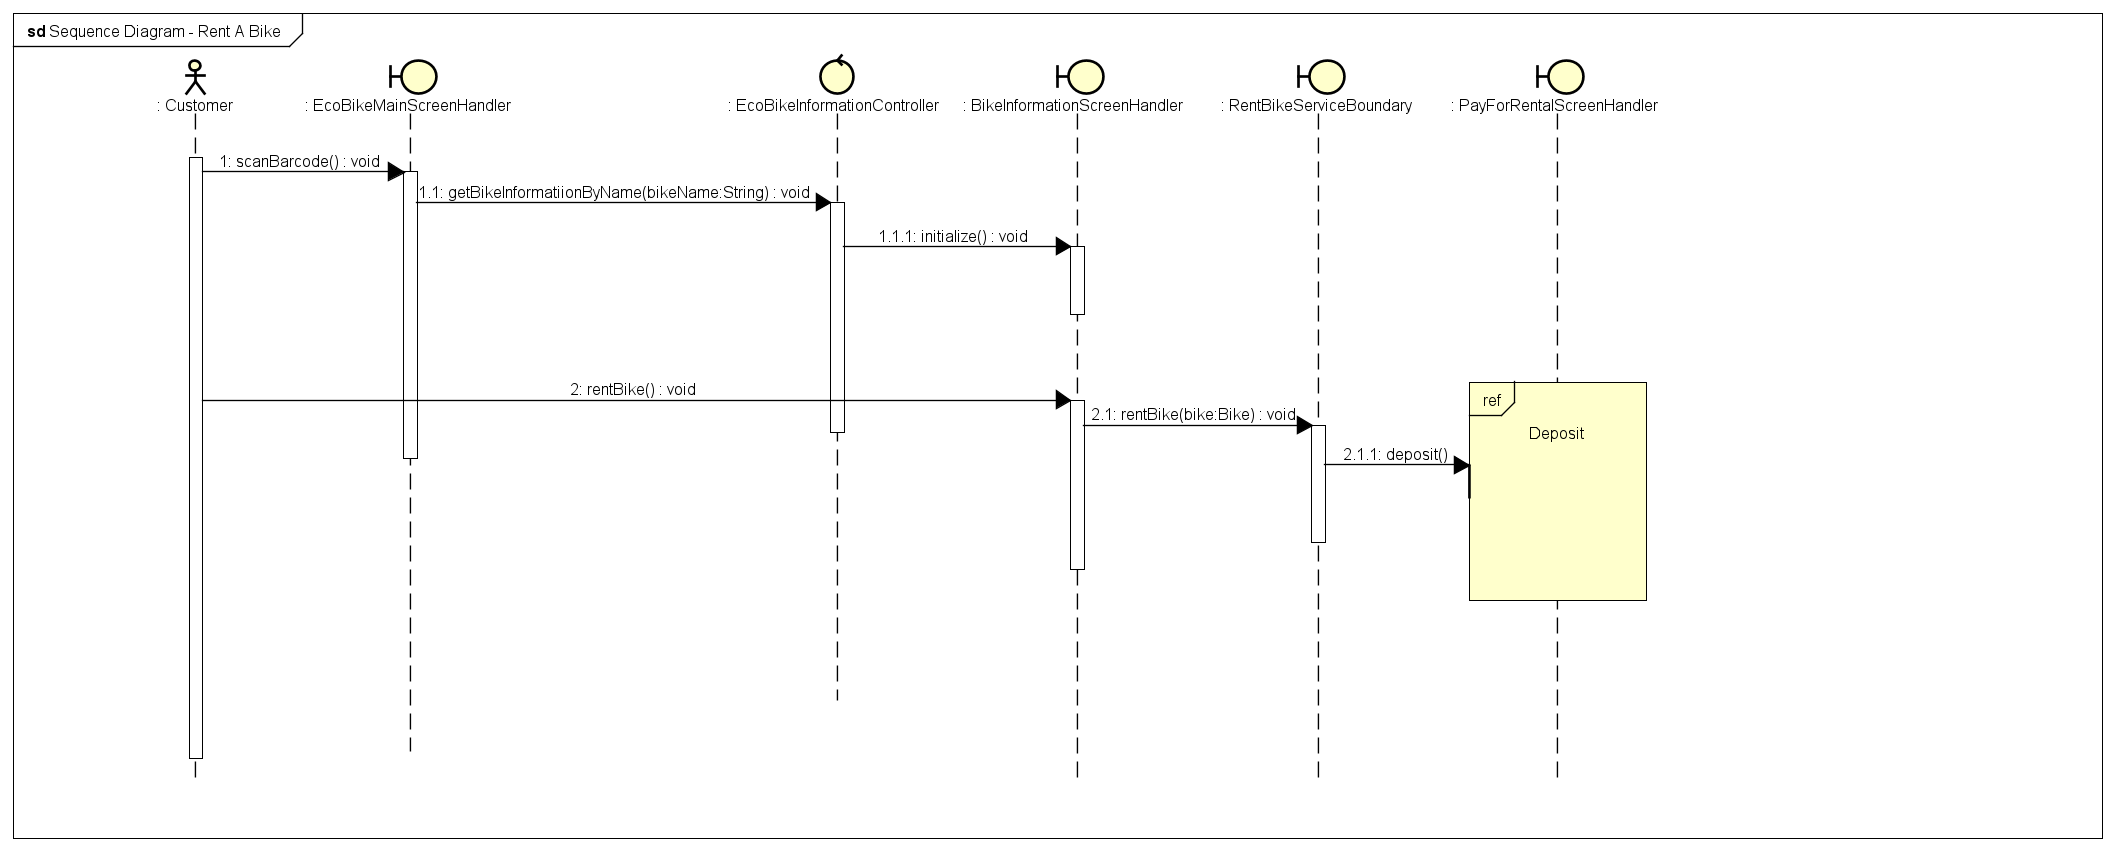 sd Sequence Diagram - Rent A Bike
: Customer
: EcoBikeMainScreenHandler
: EcoBikeInformationController
: BikeInformationScreenHandler
: RentBikeServiceBoundary
: PayForRentalScreenHandler
1: scanBarcode() : void
1.1: getBikeInformatiionByName(bikeName:String) : void
1.1.1: initialize() : void
2: rentBike() : void
2.1: rentBike(bike:Bike) : void
ref
Deposit
2.1.1: deposit()